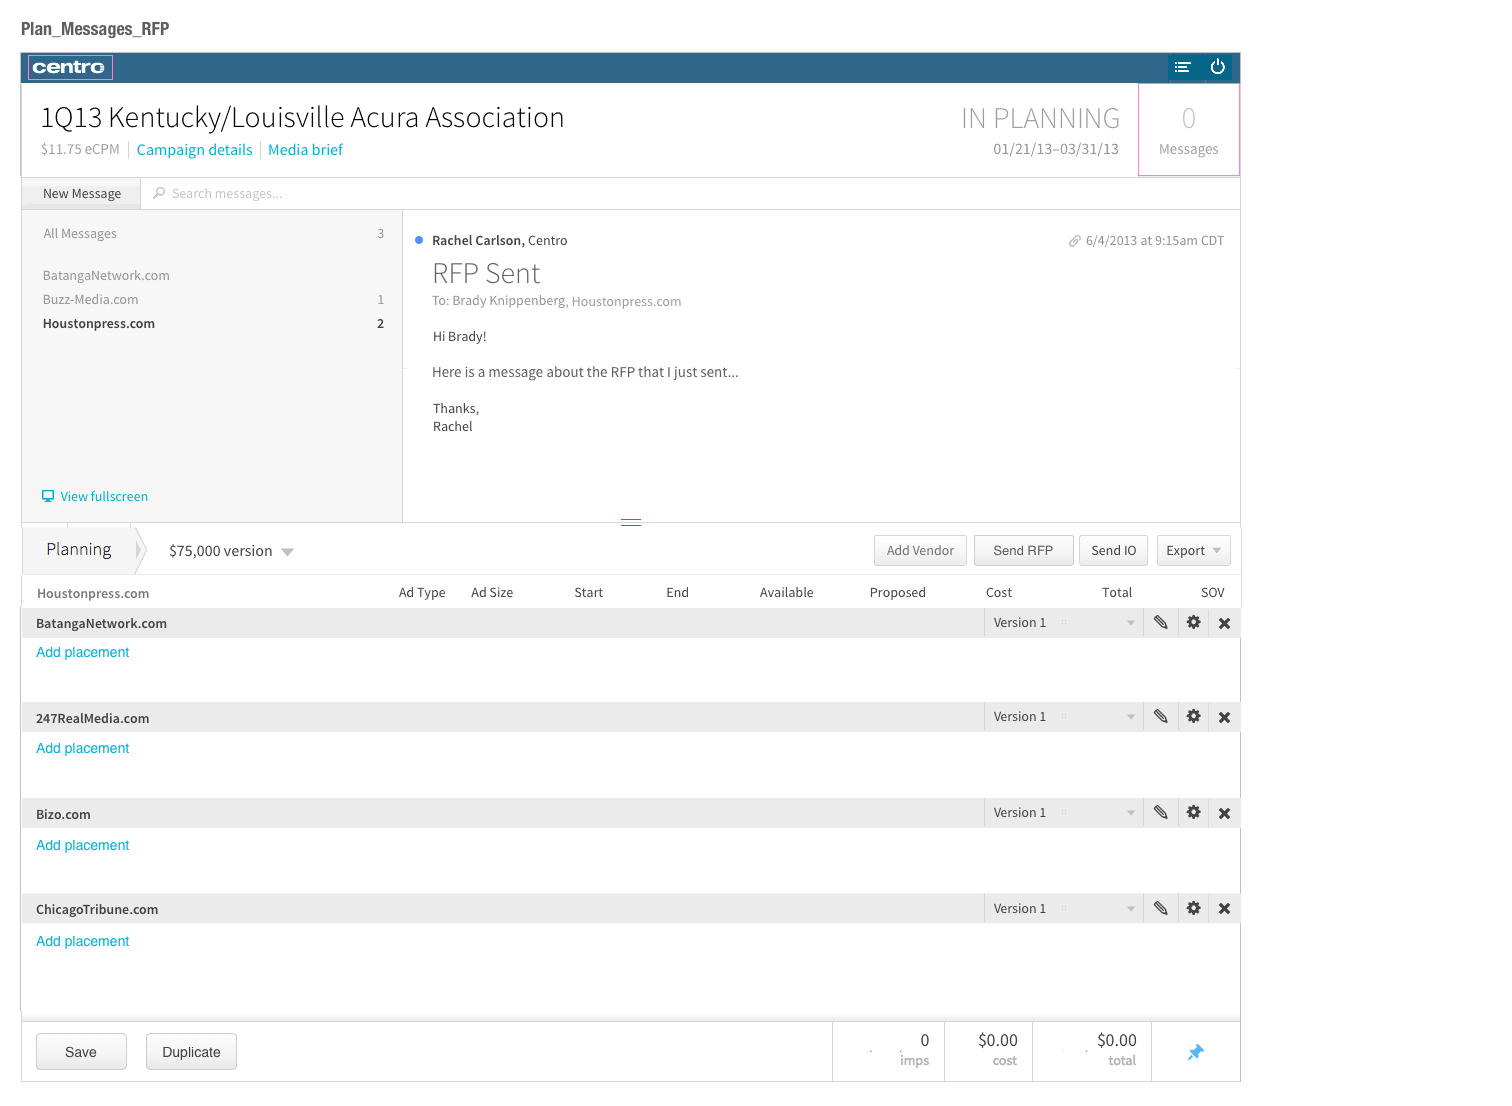 Plan_Messages_RFP
centro
1Q13 Kentucky/Louisville Acura Association
IN PLANNING
0
$11.75 eCPM
Campaign details
Media brief
01/21/13–03/31/13
Messages
New Message
Search messages...
All Messages 3
BatangaNetwork.com
Buzz-Media.com 1
Houstonpress.com 2
View fullscreen
Rachel Carlson, Centro
6/4/2013 at 9:15am CDT
RFP Sent
To: Brady Knippenberg, Houstonpress.com
Hi Brady!
Here is a message about the RFP that I just sent...
Thanks,
Rachel
Planning
$75,000 version
Add Vendor
Send RFP
Send IO
Export
Houstonpress.com Ad Type Ad Size Start End Available Proposed Cost Total SOV
BatangaNetwork.com Version 1
Add placement
247RealMedia.com Version 1
Add placement
Bizo.com Version 1
Add placement
ChicagoTribune.com Version 1
Add placement
Save
Duplicate
0 $0.00 $0.00
imps cost total